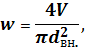 w = 4V / πd²вн.,